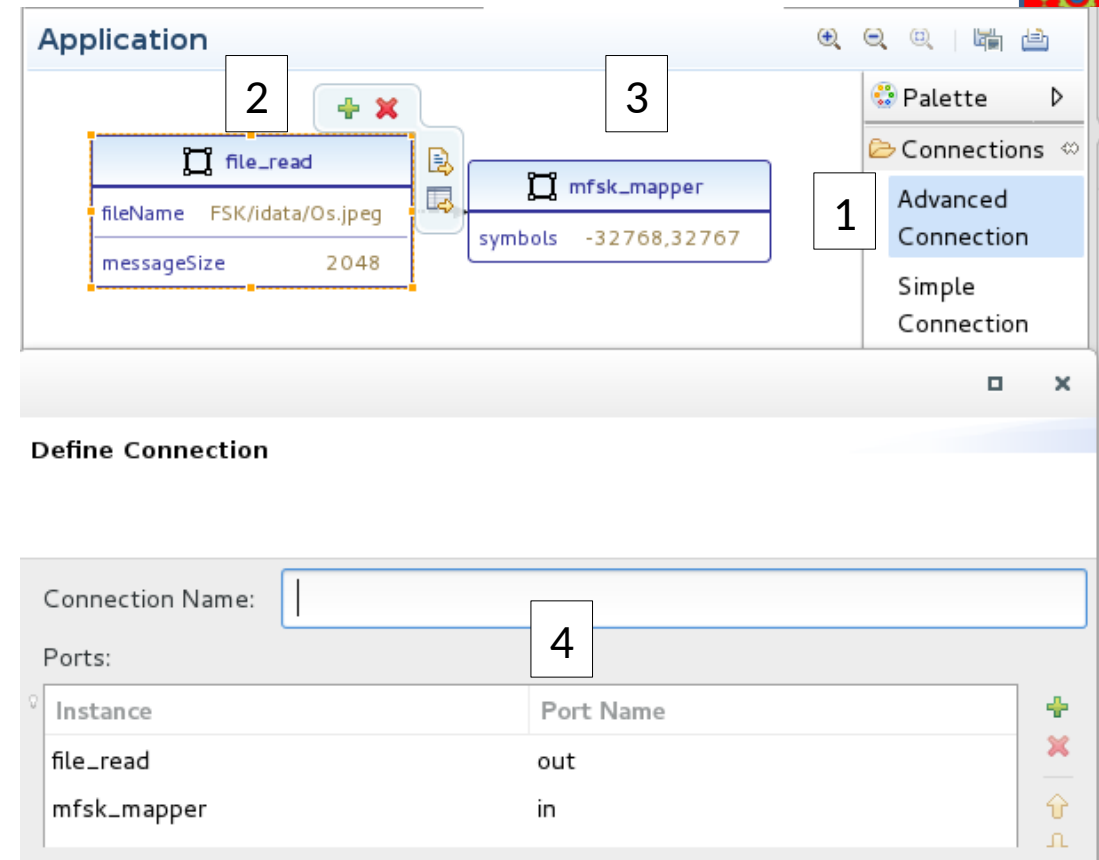 Application
2
3
Palette
file_read
Connections
fileName FSK/idata/Os.jpeg
mfsk_mapper
1
Advanced
Connection
symbols -32768,32767
messageSize 2048
Simple
Connection
Define Connection
Connection Name:
4
Ports:
Instance Port Name
file_read out
mfsk_mapper in